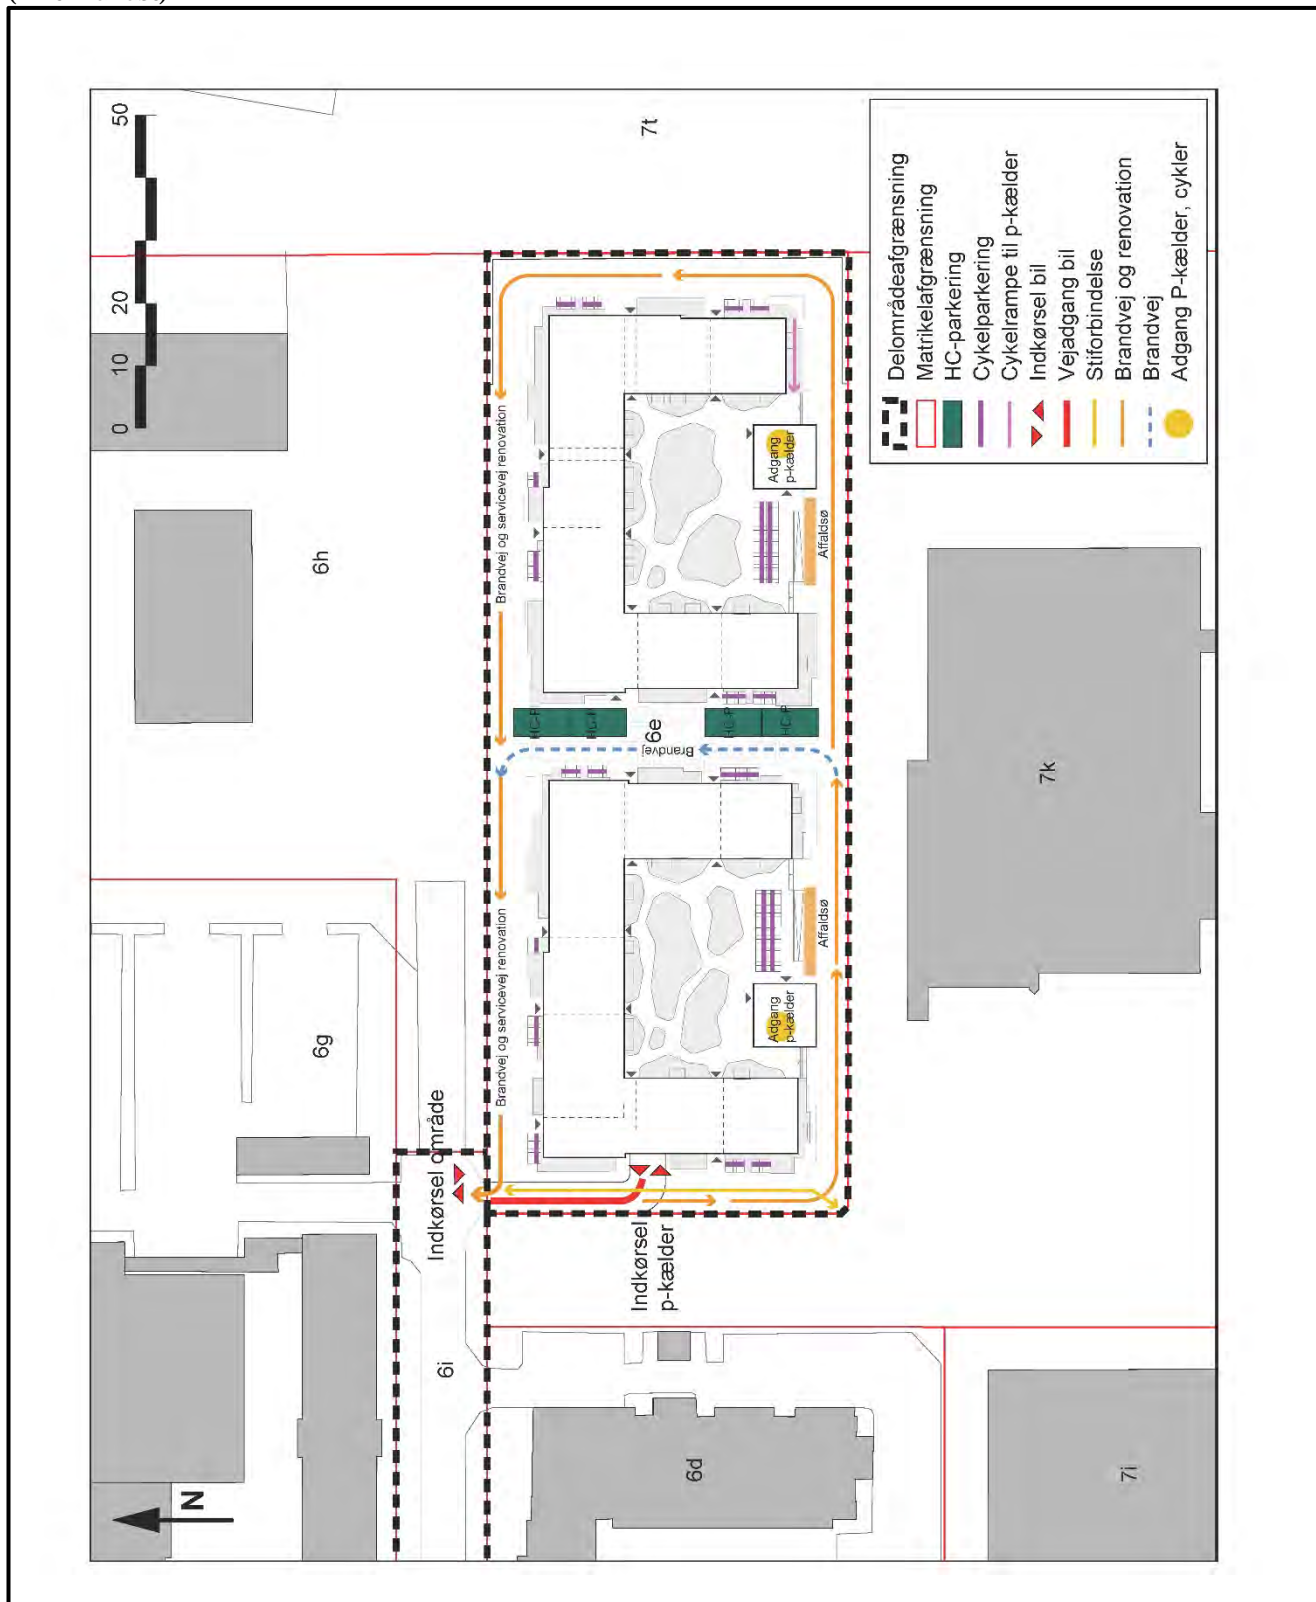 0
10
20
50
7t
6h
6g
6i
6d
6e
7k
7i
N
Indkørsel område
Indkørsel
p-kælder
Brandvej og servicevej renovation
Brandvej og servicevej renovation
Brandvej
HC-P
HC-P
Adgang
p-kælder
Adgang
p-kælder
Affaldsø
Affaldsø
Delområdeafgrænsning
Matrikelafgrænsning
HC-parkering
Cykelparkering
Cykelrampe til p-kælder
Indkørsel bil
Vejadgang bil
Stiforbindelse
Brandvej og renovation
Brandvej
Adgang P-kælder, cykler